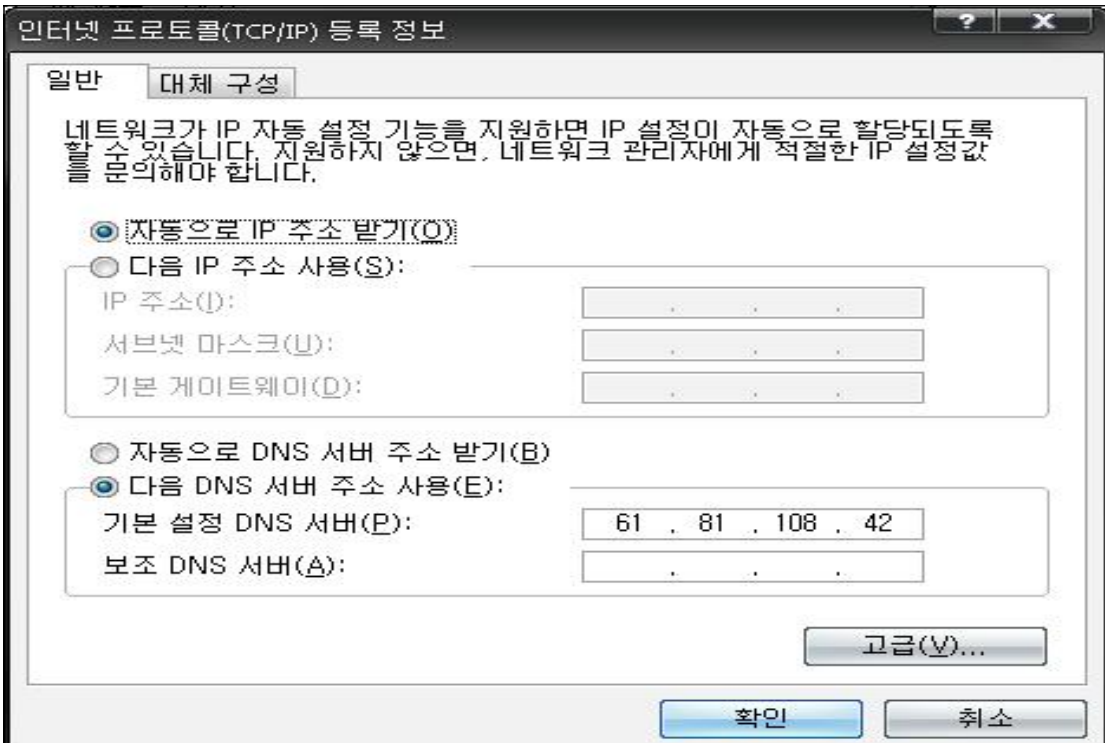 인터넷 프로토콜(TCP/IP) 등록 정보
? X
일반 대체 구성
네트워크가 IP 자동 설정 기능을 지원하면 IP 설정이 자동으로 할당되도록
할 수 있습니다. 지원하지 않으면, 네트워크 관리자에게 적절한 IP 설정값
을 문의해야 합니다.
자동으로 IP 주소 받기(O)
다음 IP 주소 사용(S):
IP 주소(I): . . .
서브넷 마스크(U): . . .
기본 게이트웨이(D): . . .
자동으로 DNS 서버 주소 받기(B)
다음 DNS 서버 주소 사용(E):
기본 설정 DNS 서버(P): 61 . 81 . 108 . 42
보조 DNS 서버(A): . . .
고급(V)...
확인 취소